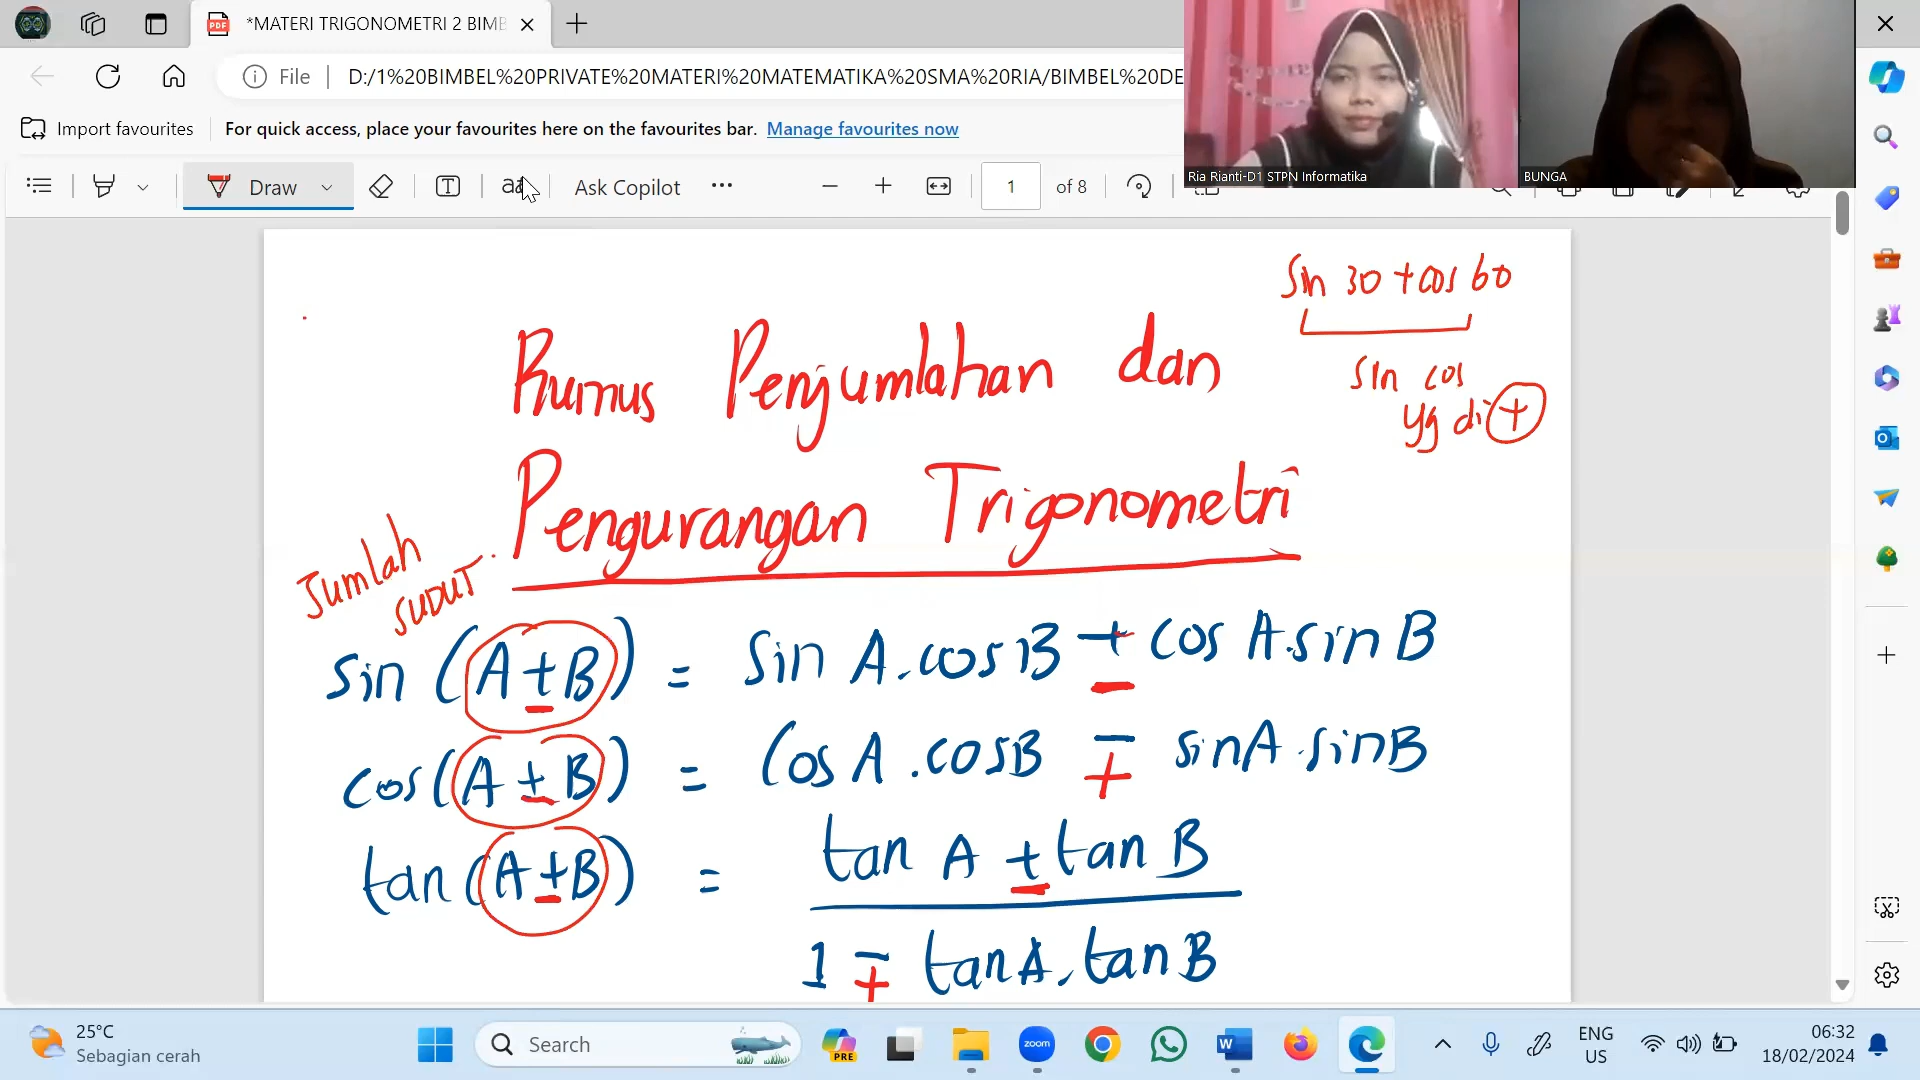 *MATERI TRIGONOMETRI 2 BIMB
File D:/1%20BIMBEL%20PRIVATE%20MATERI%20MATEMATIKA%20SMA%20RIA/BIMBEL%20DE
Import favourites For quick access, place your favourites here on the favourites bar. Manage favourites now
Ria Rianti-D1 STPN Informatika BUNGA
Draw Ask Copilot 1 of 8
sin 30 + cos 60
sin cos
yg di +
Rumus Penjumlahan dan
Pengurangan Trigonometri
Jumlah
SUDUT
sin (A ± B) = sin A . cos B ± cos A . sin B
cos (A ± B) = cos A . cos B ∓ sin A . sin B
tan (A ± B) = tan A ± tan B
1 ∓ tan A . tan B
25°C
Sebagian cerah
Search
PRE
zoom
ENG
US
06:32
18/02/2024